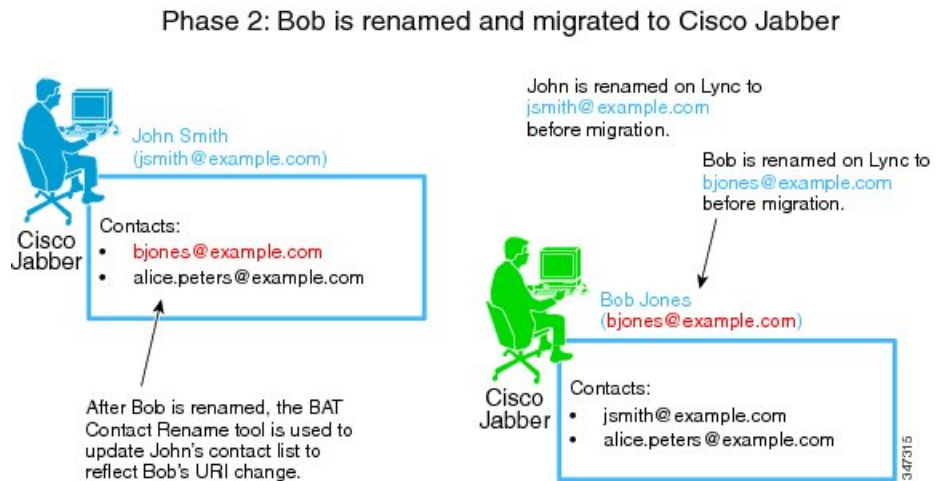 Phase 2: Bob is renamed and migrated to Cisco Jabber
John Smith
(jsmith@example.com)
Cisco
Jabber
Contacts:
• bjones@example.com
• alice.peters@example.com
After Bob is renamed, the BAT
Contact Rename tool is used to
update John's contact list to
reflect Bob's URI change.
John is renamed on Lync to
jsmith@example.com
before migration.
Bob is renamed on Lync to
bjones@example.com
before migration.
Bob Jones
(bjones@example.com)
Cisco
Jabber
Contacts:
• jsmith@example.com
• alice.peters@example.com
347315